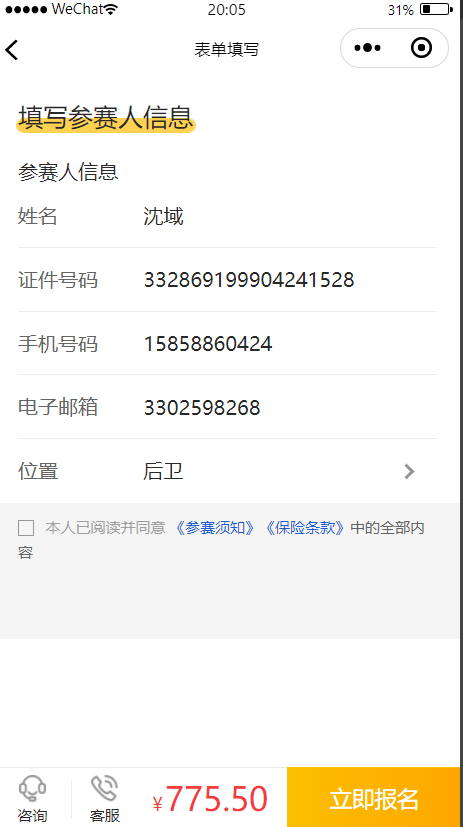 WeChat 20:05 31%
表单填写
填写参赛人信息
参赛人信息
姓名 沈域
证件号码 332869199904241528
手机号码 15858860424
电子邮箱 3302598268
位置 后卫
本人已阅读并同意 《参赛须知》《保险条款》中的全部内
容
¥775.50 立即报名
咨询 客服